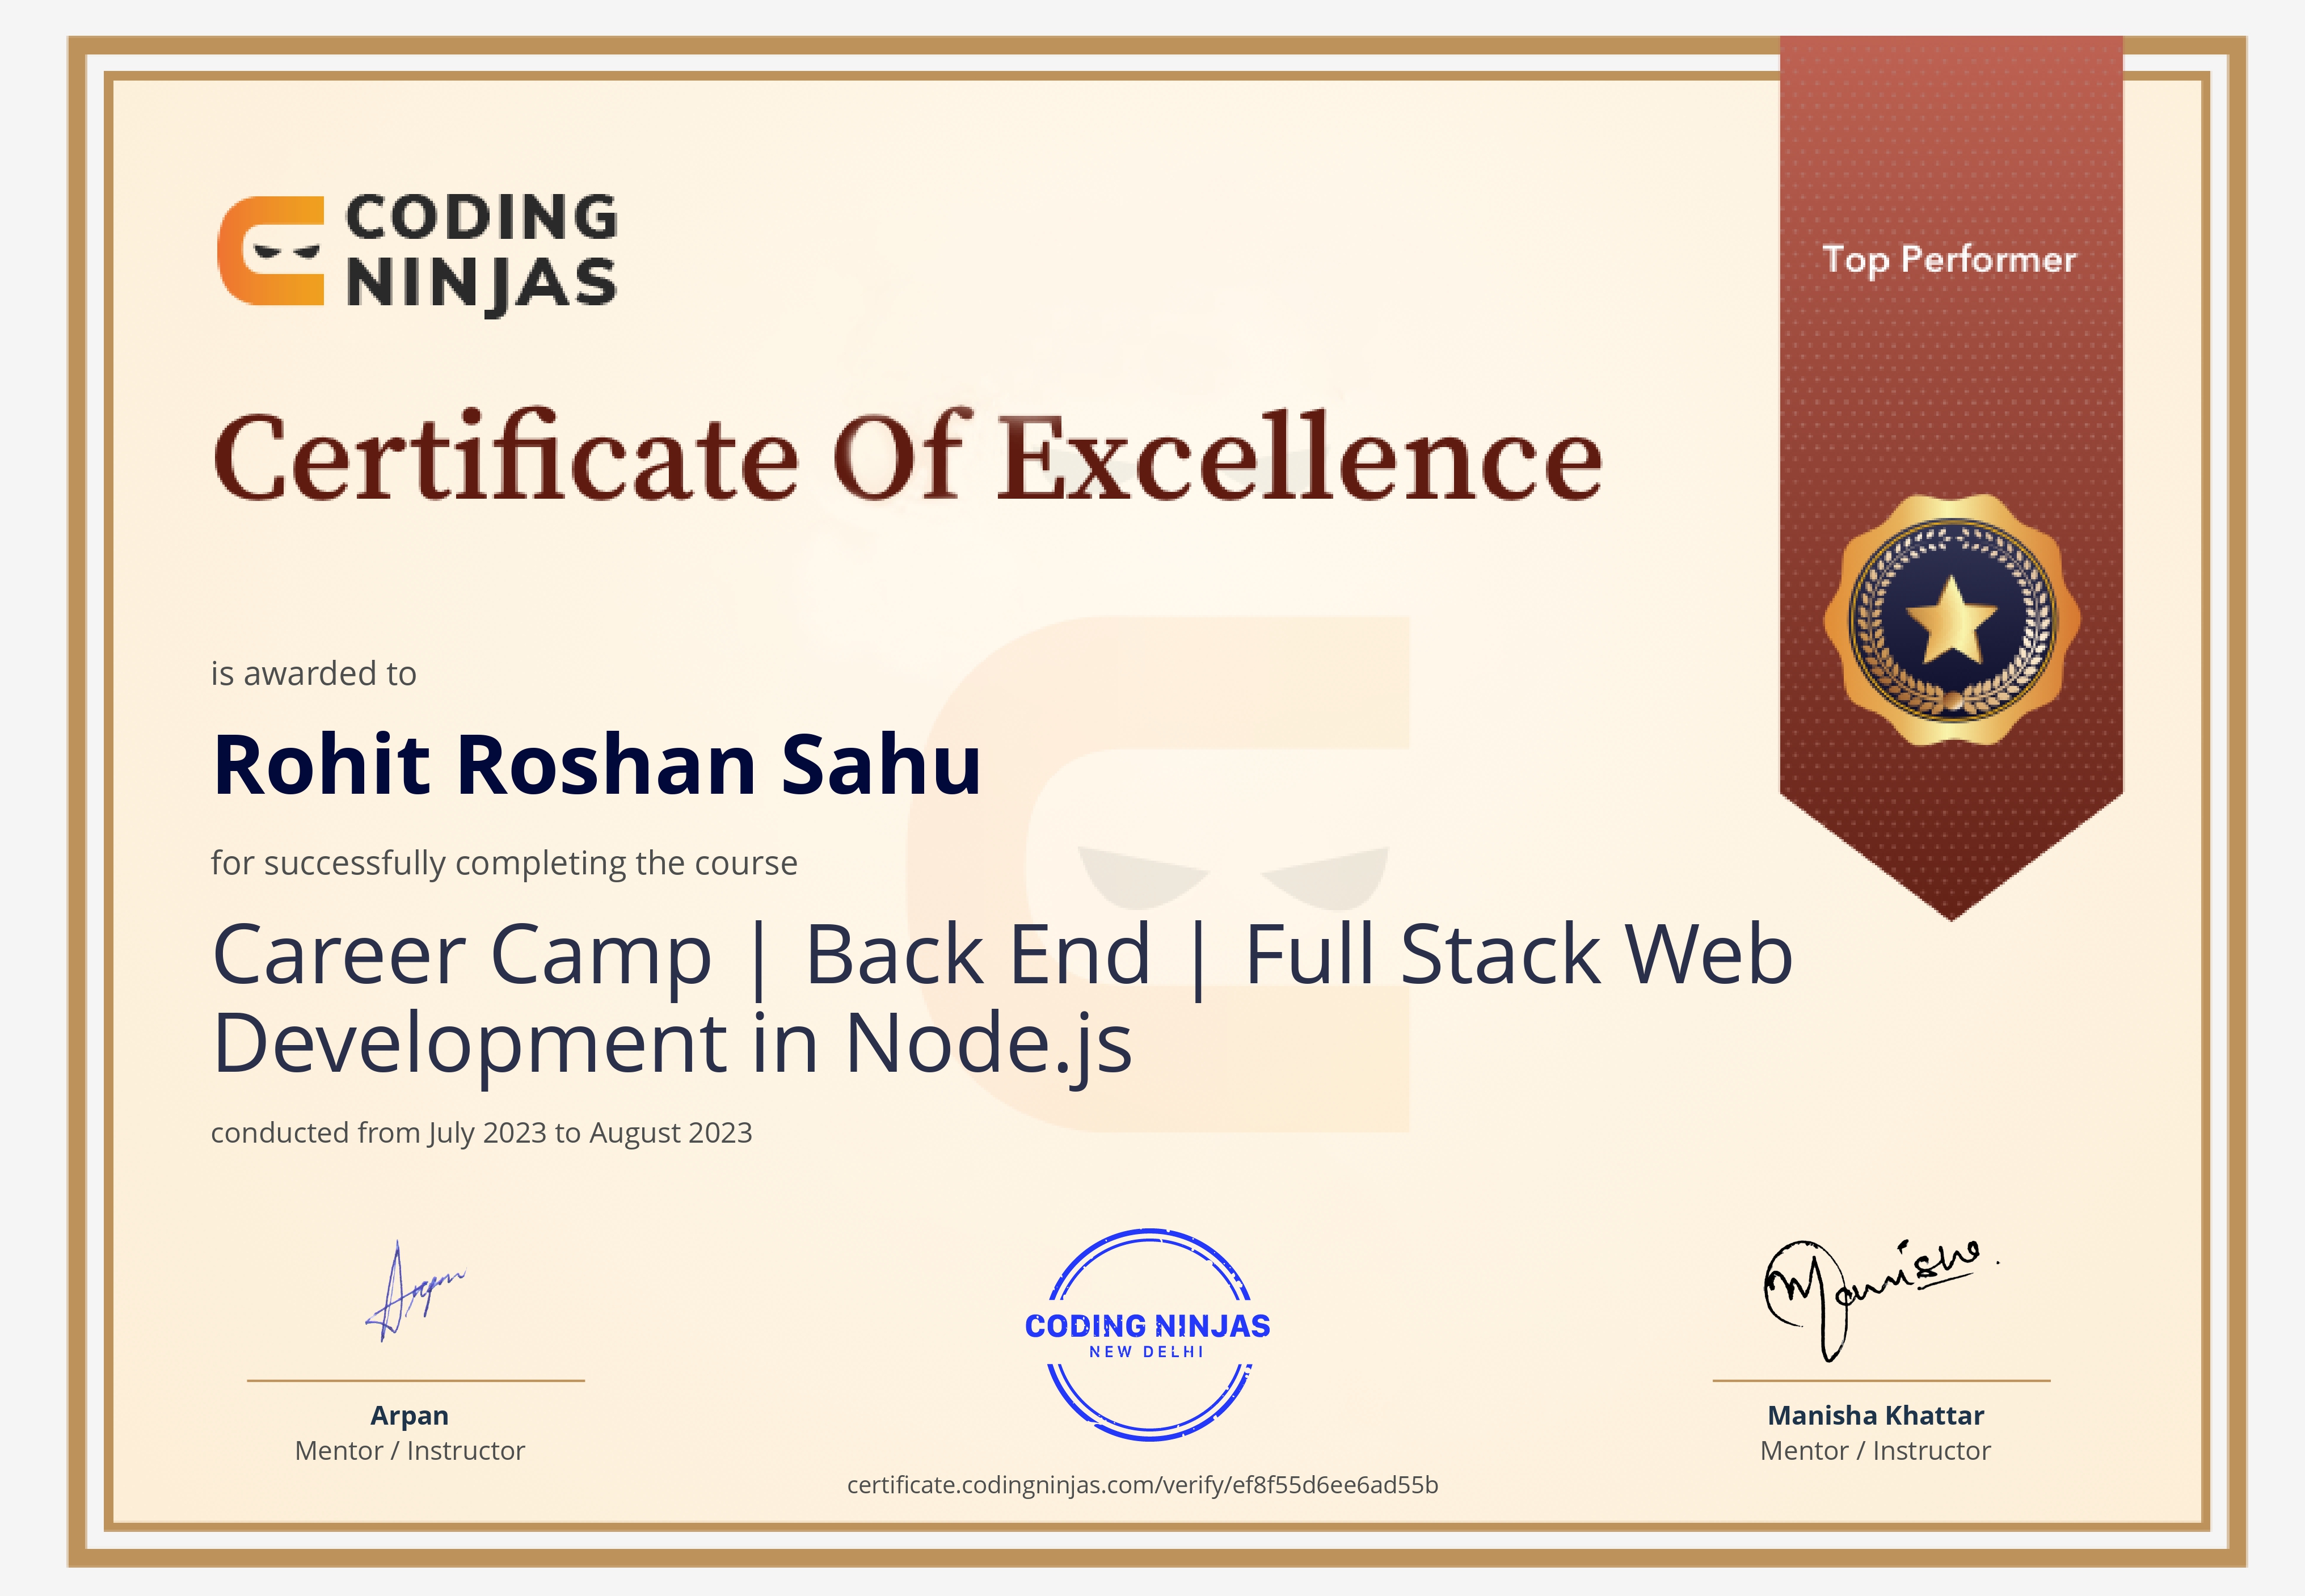 CODING
NINJAS
Top Performer
Certificate Of Excellence
is awarded to
Rohit Roshan Sahu
for successfully completing the course
Career Camp | Back End | Full Stack Web
Development in Node.js
conducted from July 2023 to August 2023
Arpan
Manisha
CODING NINJAS
NEW DELHI
Arpan
Mentor / Instructor
Manisha Khattar
Mentor / Instructor
certificate.codingninjas.com/verify/ef8f55d6ee6ad55b